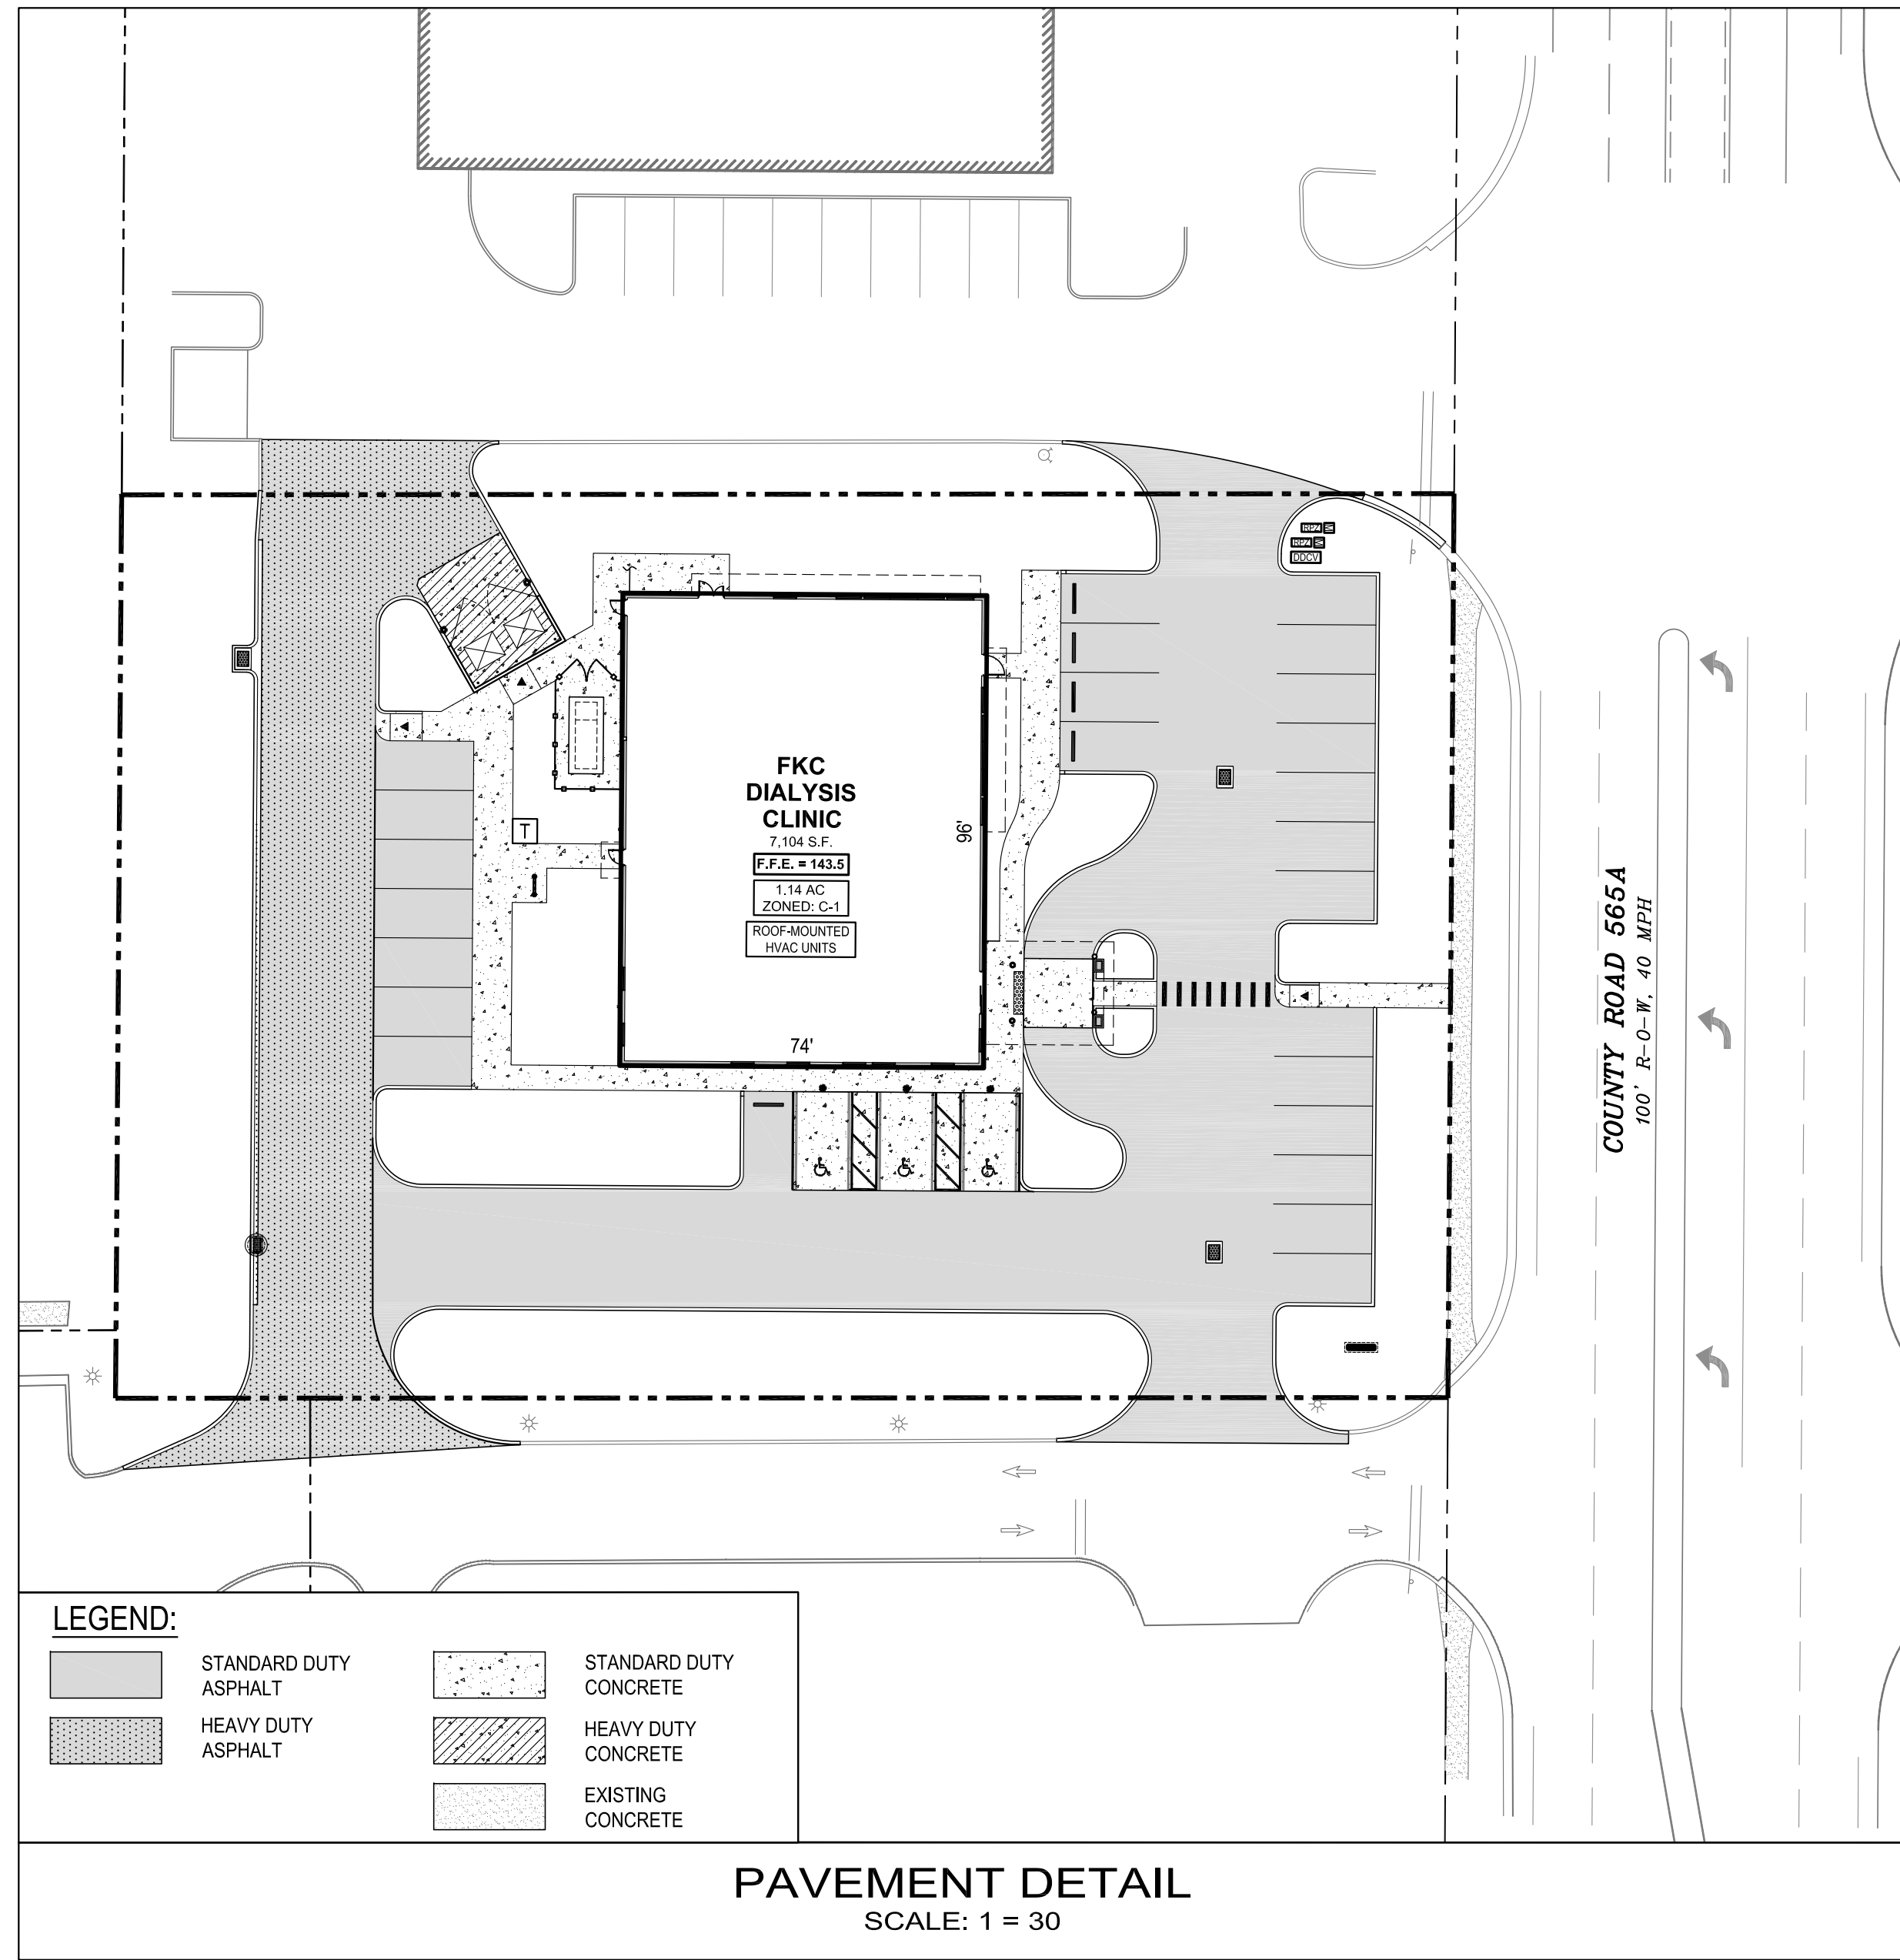 RPZ M
RPZ M
DDCV
FKC
DIALYSIS
CLINIC
7,104 S.F.
F.F.E. = 143.5
1.14 AC
ZONED: C-1
ROOF-MOUNTED
HVAC UNITS
96'
74'
T
COUNTY ROAD 565A
100' R-O-W, 40 MPH
LEGEND:
STANDARD DUTY
ASPHALT
HEAVY DUTY
ASPHALT
STANDARD DUTY
CONCRETE
HEAVY DUTY
CONCRETE
EXISTING
CONCRETE
PAVEMENT DETAIL
SCALE: 1 = 30